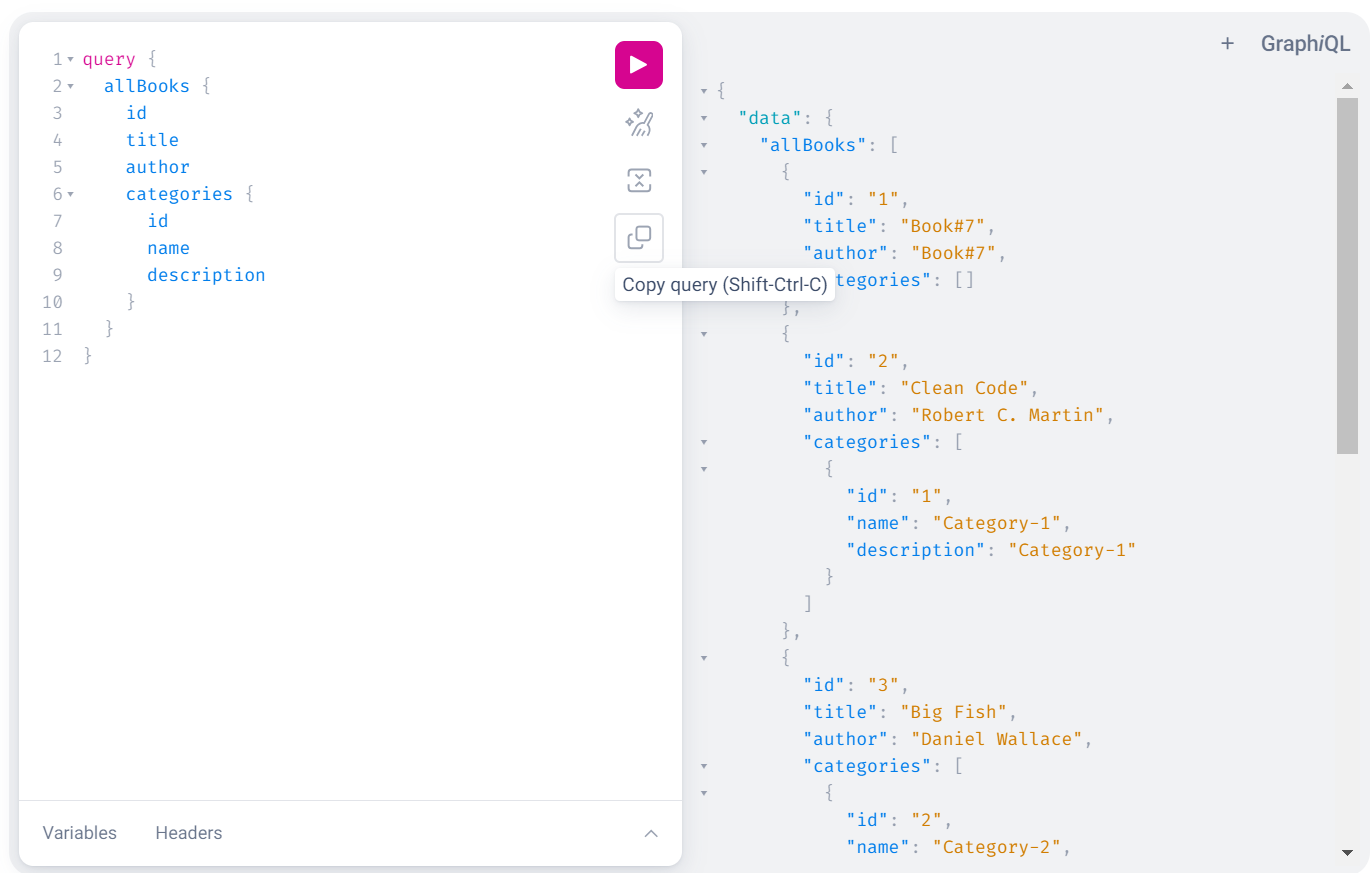 1 query {
2 allBooks {
3 id
4 title
5 author
6 categories {
7 id
8 name
9 description
10 }
11 }
12 }
Copy query (Shift-Ctrl-C)
Variables Headers
+ GraphiQL
{
"data": {
"allBooks": [
{
"id": "1",
"title": "Book#7",
"author": "Book#7",
tegories": []
},
{
"id": "2",
"title": "Clean Code",
"author": "Robert C. Martin",
"categories": [
{
"id": "1",
"name": "Category-1",
"description": "Category-1"
}
]
},
{
"id": "3",
"title": "Big Fish",
"author": "Daniel Wallace",
"categories": [
{
"id": "2",
"name": "Category-2",